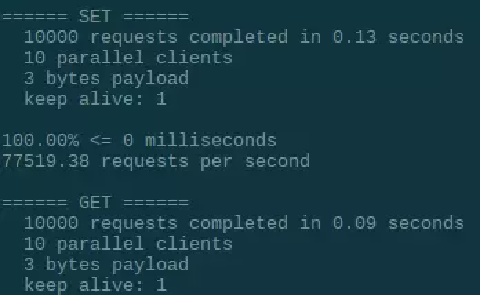 ====== SET ======
  10000 requests completed in 0.13 seconds
  10 parallel clients
  3 bytes payload
  keep alive: 1

100.00% <= 0 milliseconds
77519.38 requests per second

====== GET ======
  10000 requests completed in 0.09 seconds
  10 parallel clients
  3 bytes payload
  keep alive: 1